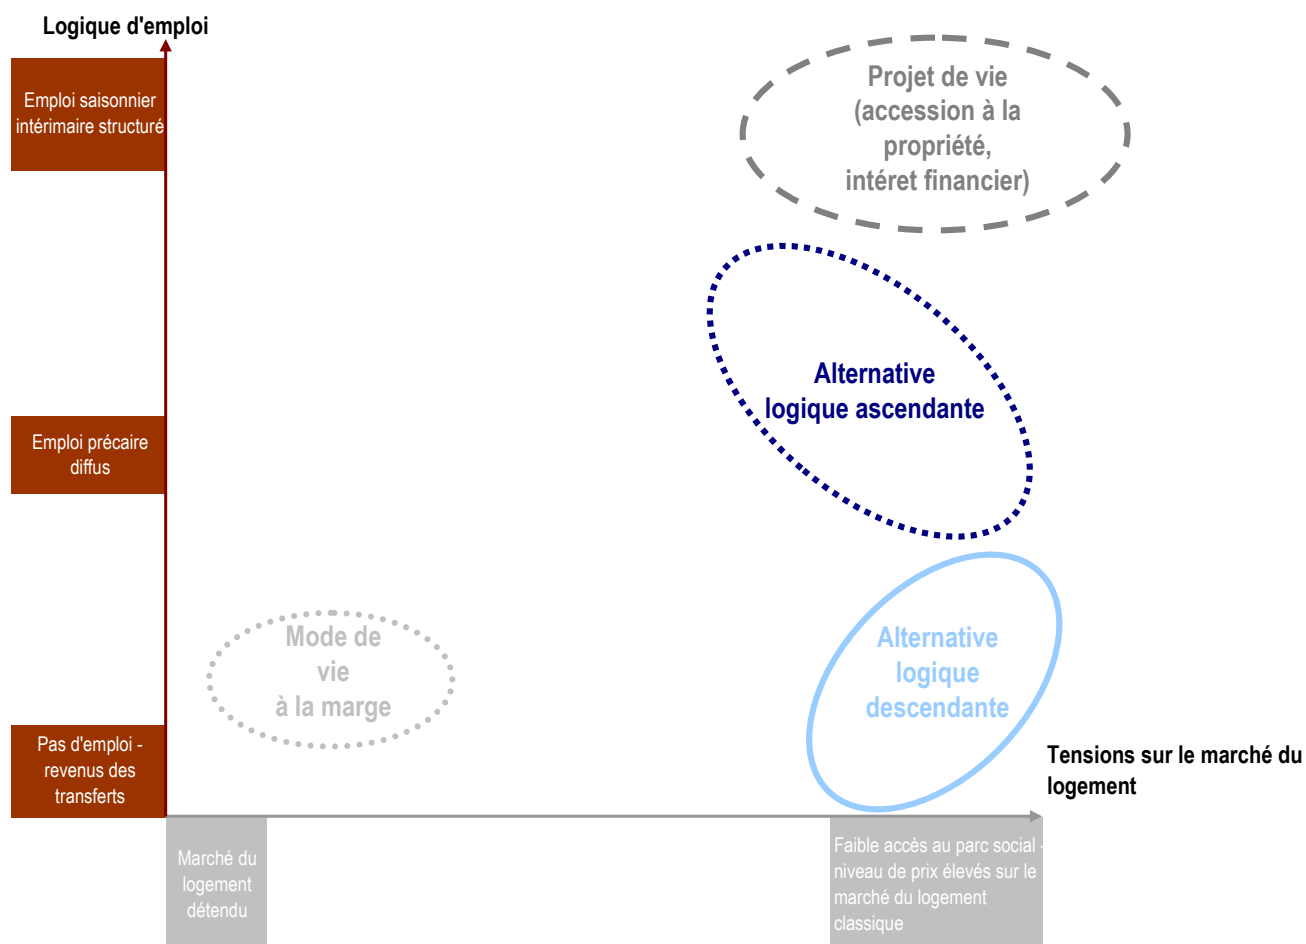 Logique d'emploi
Emploi saisonnier
intérimaire structuré
Projet de vie
(accession à la
propriété,
intéret financier)
Alternative
logique ascendante
Emploi précaire
diffus
Mode de
vie
à la marge
Alternative
logique
descendante
Pas d'emploi -
revenus des
transferts
Tensions sur le marché du
logement
Marché du
logement
détendu
Faible accès au parc social -
niveau de prix élevés sur le
marché du logement
classique